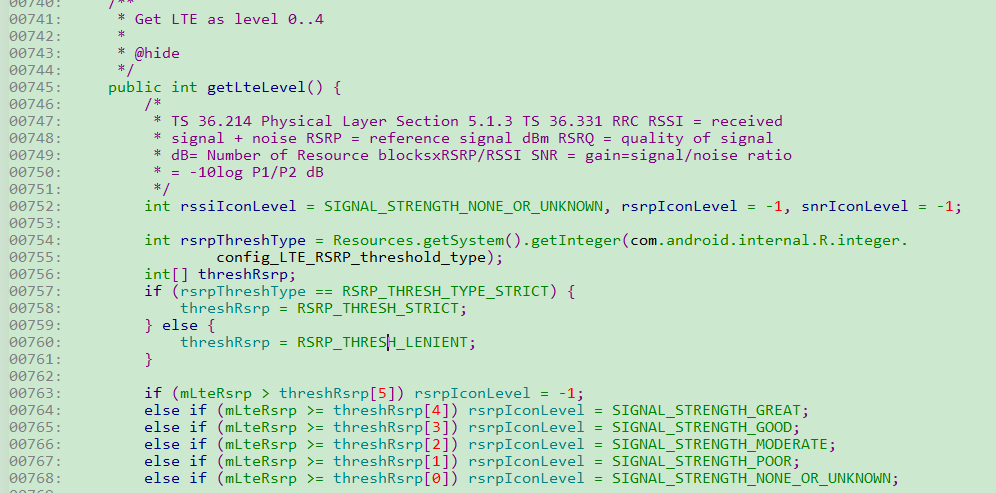 00740: /**
00741: * Get LTE as level 0..4
00742: *
00743: * @hide
00744: */
00745: public int getLteLevel() {
00746: /*
00747: * TS 36.214 Physical Layer Section 5.1.3 TS 36.331 RRC RSSI = received
00748: * signal + noise RSRP = reference signal dBm RSRQ = quality of signal
00749: * dB= Number of Resource blocksxRSRP/RSSI SNR = gain=signal/noise ratio
00750: * = -10log P1/P2 dB
00751: */
00752: int rssiIconLevel = SIGNAL_STRENGTH_NONE_OR_UNKNOWN, rsrpIconLevel = -1, snrIconLevel = -1;
00753:
00754: int rsrpThreshType = Resources.getSystem().getInteger(com.android.internal.R.integer.
00755: config_LTE_RSRP_threshold_type);
00756: int[] threshRsrp;
00757: if (rsrpThreshType == RSRP_THRESH_TYPE_STRICT) {
00758: threshRsrp = RSRP_THRESH_STRICT;
00759: } else {
00760: threshRsrp = RSRP_THRESH_LENIENT;
00761: }
00762:
00763: if (mLteRsrp > threshRsrp[5]) rsrpIconLevel = -1;
00764: else if (mLteRsrp >= threshRsrp[4]) rsrpIconLevel = SIGNAL_STRENGTH_GREAT;
00765: else if (mLteRsrp >= threshRsrp[3]) rsrpIconLevel = SIGNAL_STRENGTH_GOOD;
00766: else if (mLteRsrp >= threshRsrp[2]) rsrpIconLevel = SIGNAL_STRENGTH_MODERATE;
00767: else if (mLteRsrp >= threshRsrp[1]) rsrpIconLevel = SIGNAL_STRENGTH_POOR;
00768: else if (mLteRsrp >= threshRsrp[0]) rsrpIconLevel = SIGNAL_STRENGTH_NONE_OR_UNKNOWN;